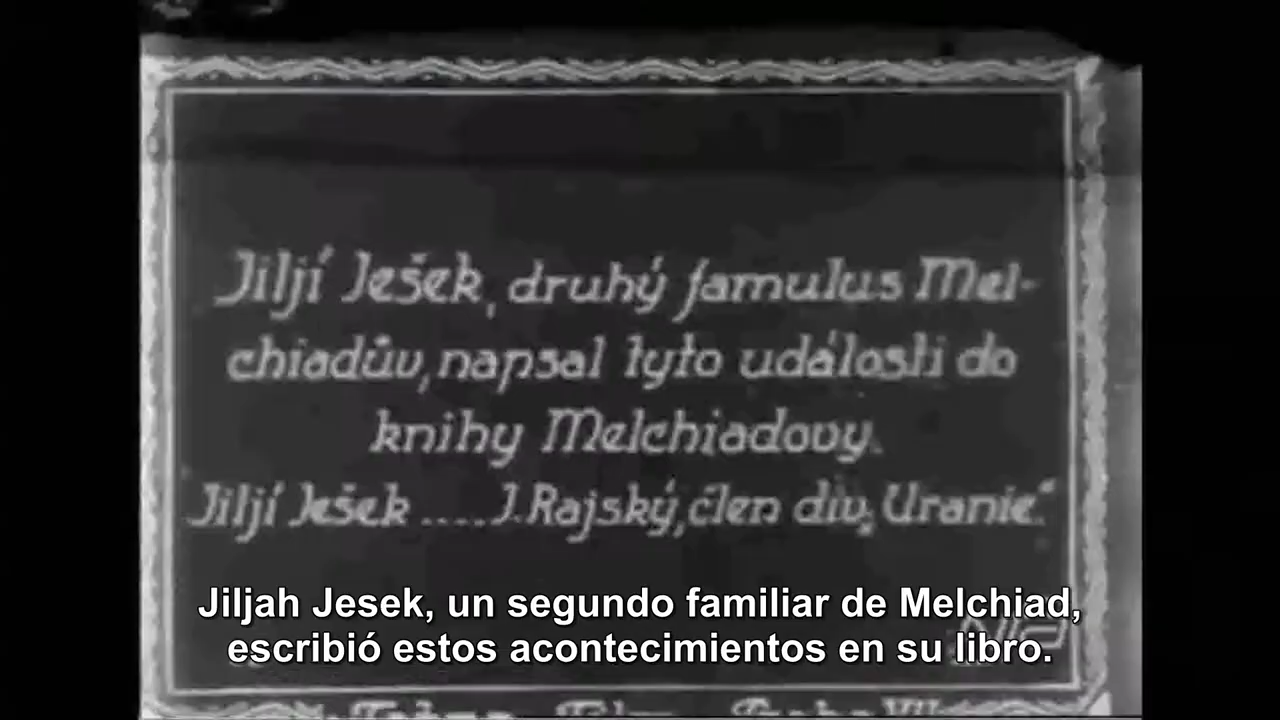 Jiljí Ješek, druhý famulus Mel-
chiadův, napsal tyto události do
knihy Melchiadovy.
Jiljí Ješek .... J. Rajský, člen div. Uranie."
Jiljah Jesek, un segundo familiar de Melchiad,
escribió estos acontecimientos en su libro.